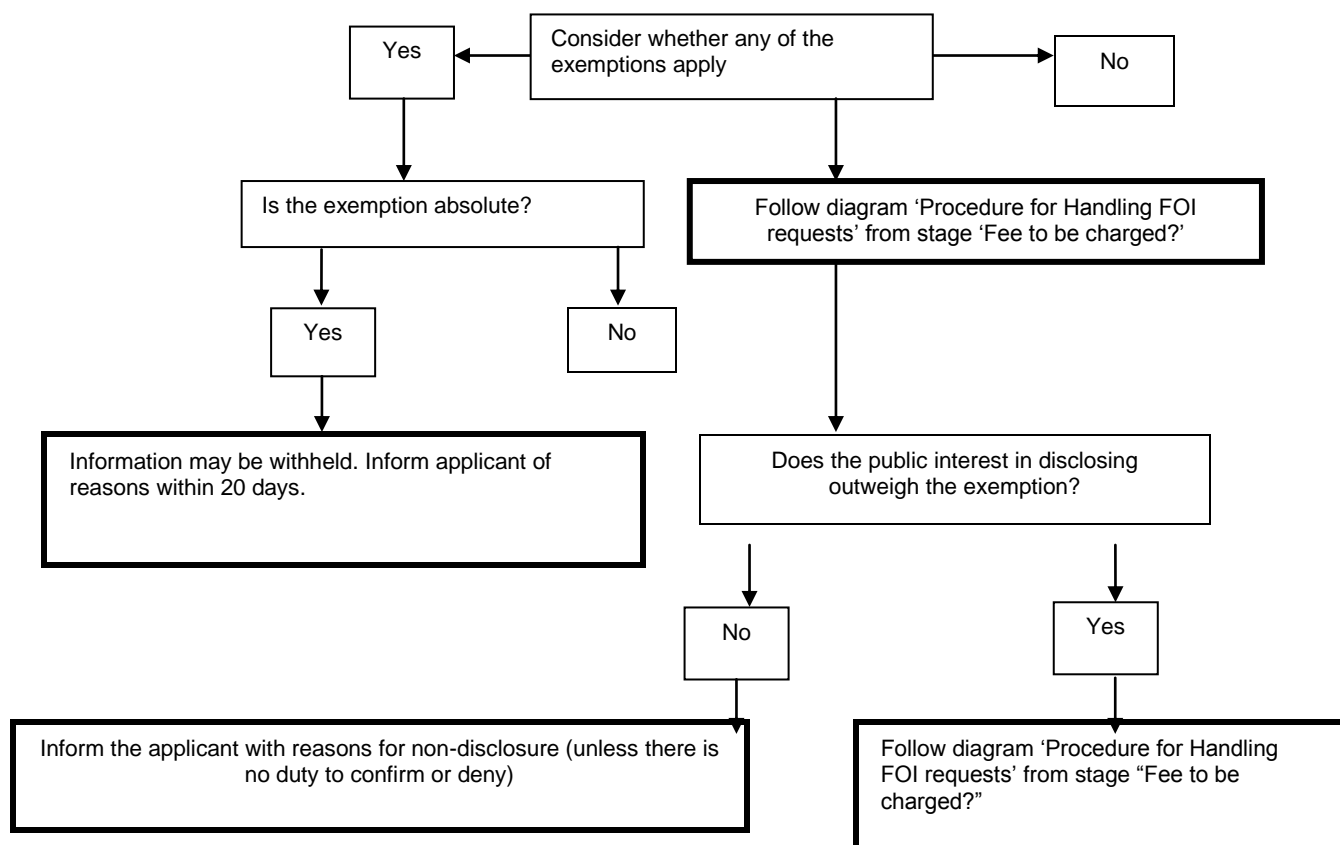 Yes
Consider whether any of the
exemptions apply
No
Is the exemption absolute?
Follow diagram ‘Procedure for Handling FOI
requests’ from stage ‘Fee to be charged?’
Yes
No
Information may be withheld. Inform applicant of
reasons within 20 days.
Does the public interest in disclosing
outweigh the exemption?
No
Yes
Inform the applicant with reasons for non-disclosure (unless there is
no duty to confirm or deny)
Follow diagram ‘Procedure for Handling
FOI requests’ from stage “Fee to be
charged?”